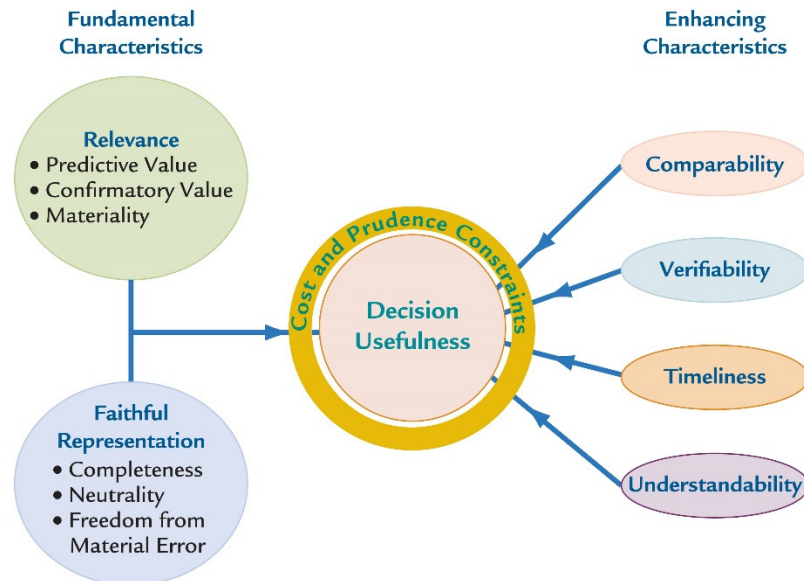 Fundamental
Characteristics
Enhancing
Characteristics
Relevance
• Predictive Value
• Confirmatory Value
• Materiality
Faithful
Representation
• Completeness
• Neutrality
• Freedom from
Material Error
Cost and Prudence Constraints
Decision
Usefulness
Comparability
Verifiability
Timeliness
Understandability